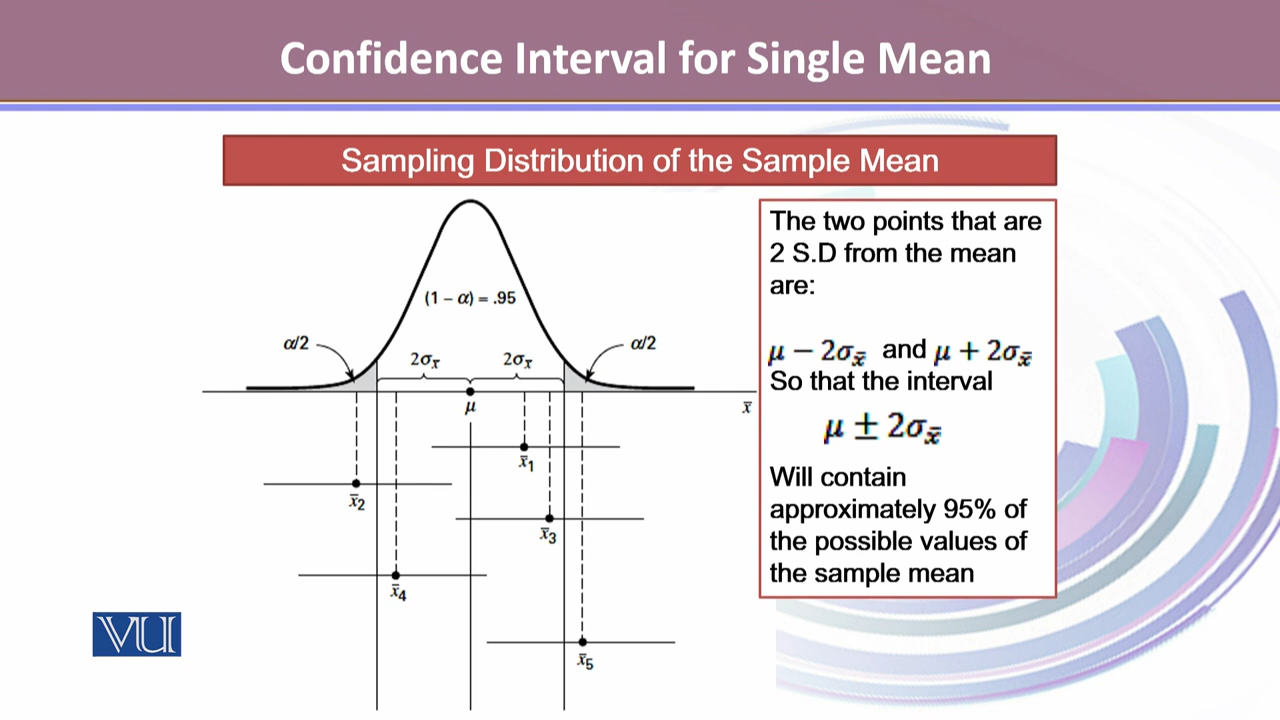 Confidence Interval for Single Mean
Sampling Distribution of the Sample Mean
(1 – α) = .95
α/2
α/2
2σx̅
2σx̅
μ
x̅
x̅1
x̅2
x̅3
x̅4
x̅5
The two points that are
2 S.D from the mean
are:
μ − 2σx̅ and μ + 2σx̅
So that the interval
μ ± 2σx̅
Will contain
approximately 95% of
the possible values of
the sample mean
VU